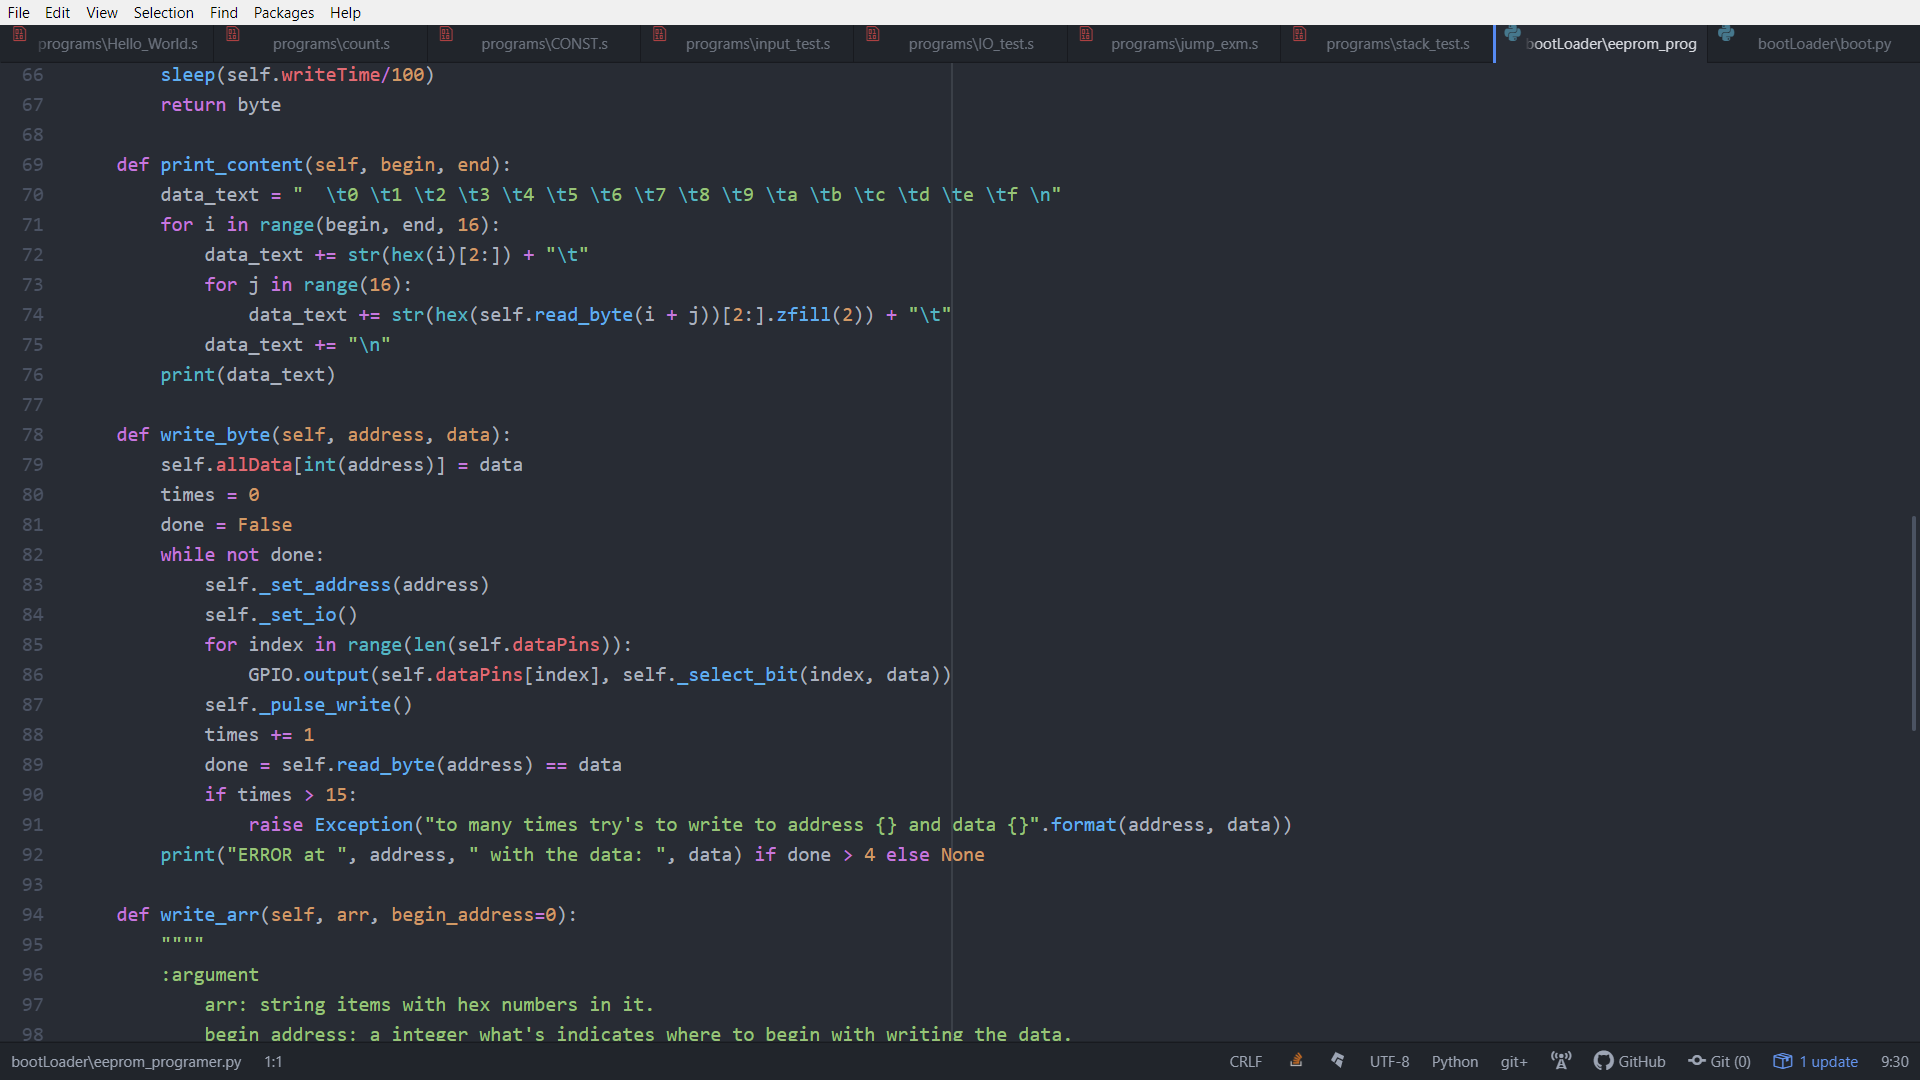 File Edit View Selection Find Packages Help
programs\Hello_World.s programs\count.s programs\CONST.s programs\input_test.s programs\IO_test.s programs\jump_exm.s programs\stack_test.s bootLoader\eeprom_prog bootLoader\boot.py
66 sleep(self.writeTime/100)
67 return byte
68
69 def print_content(self, begin, end):
70 data_text = "  \t0 \t1 \t2 \t3 \t4 \t5 \t6 \t7 \t8 \t9 \ta \tb \tc \td \te \tf \n"
71 for i in range(begin, end, 16):
72 data_text += str(hex(i)[2:]) + "\t"
73 for j in range(16):
74 data_text += str(hex(self.read_byte(i + j))[2:].zfill(2)) + "\t"
75 data_text += "\n"
76 print(data_text)
77
78 def write_byte(self, address, data):
79 self.allData[int(address)] = data
80 times = 0
81 done = False
82 while not done:
83 self._set_address(address)
84 self._set_io()
85 for index in range(len(self.dataPins)):
86 GPIO.output(self.dataPins[index], self._select_bit(index, data))
87 self._pulse_write()
88 times += 1
89 done = self.read_byte(address) == data
90 if times > 15:
91 raise Exception("to many times try's to write to address {} and data {}".format(address, data))
92 print("ERROR at ", address, " with the data: ", data) if done > 4 else None
93
94 def write_arr(self, arr, begin_address=0):
95 """"
96 :argument
97 arr: string items with hex numbers in it.
98 begin_address: a integer what's indicates where to begin with writing the data.
bootLoader\eeprom_programer.py 1:1 CRLF UTF-8 Python git+ GitHub Git (0) 1 update 9:30